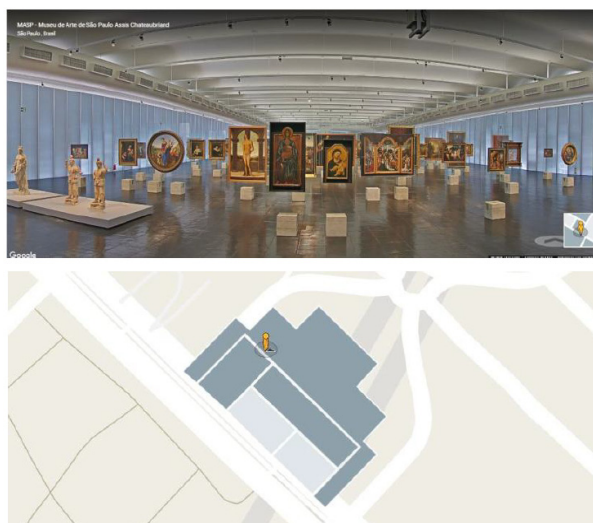 MASP - Museu de Arte de São Paulo Assis Chateaubriand
São Paulo, Brasil
Google